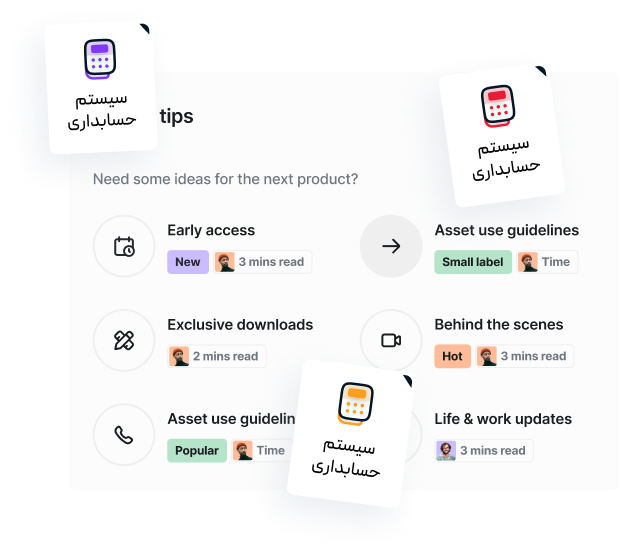 سیستم
حسابداری
tips
سیستم
حسابداری
Need some ideas for the next product?
Early access
New 3 mins read
Asset use guidelines
Small label Time
Exclusive downloads
2 mins read
Behind the scenes
Hot 3 mins read
Asset use guidelin
Popular Time
سیستم
حسابداری
Life & work updates
3 mins read